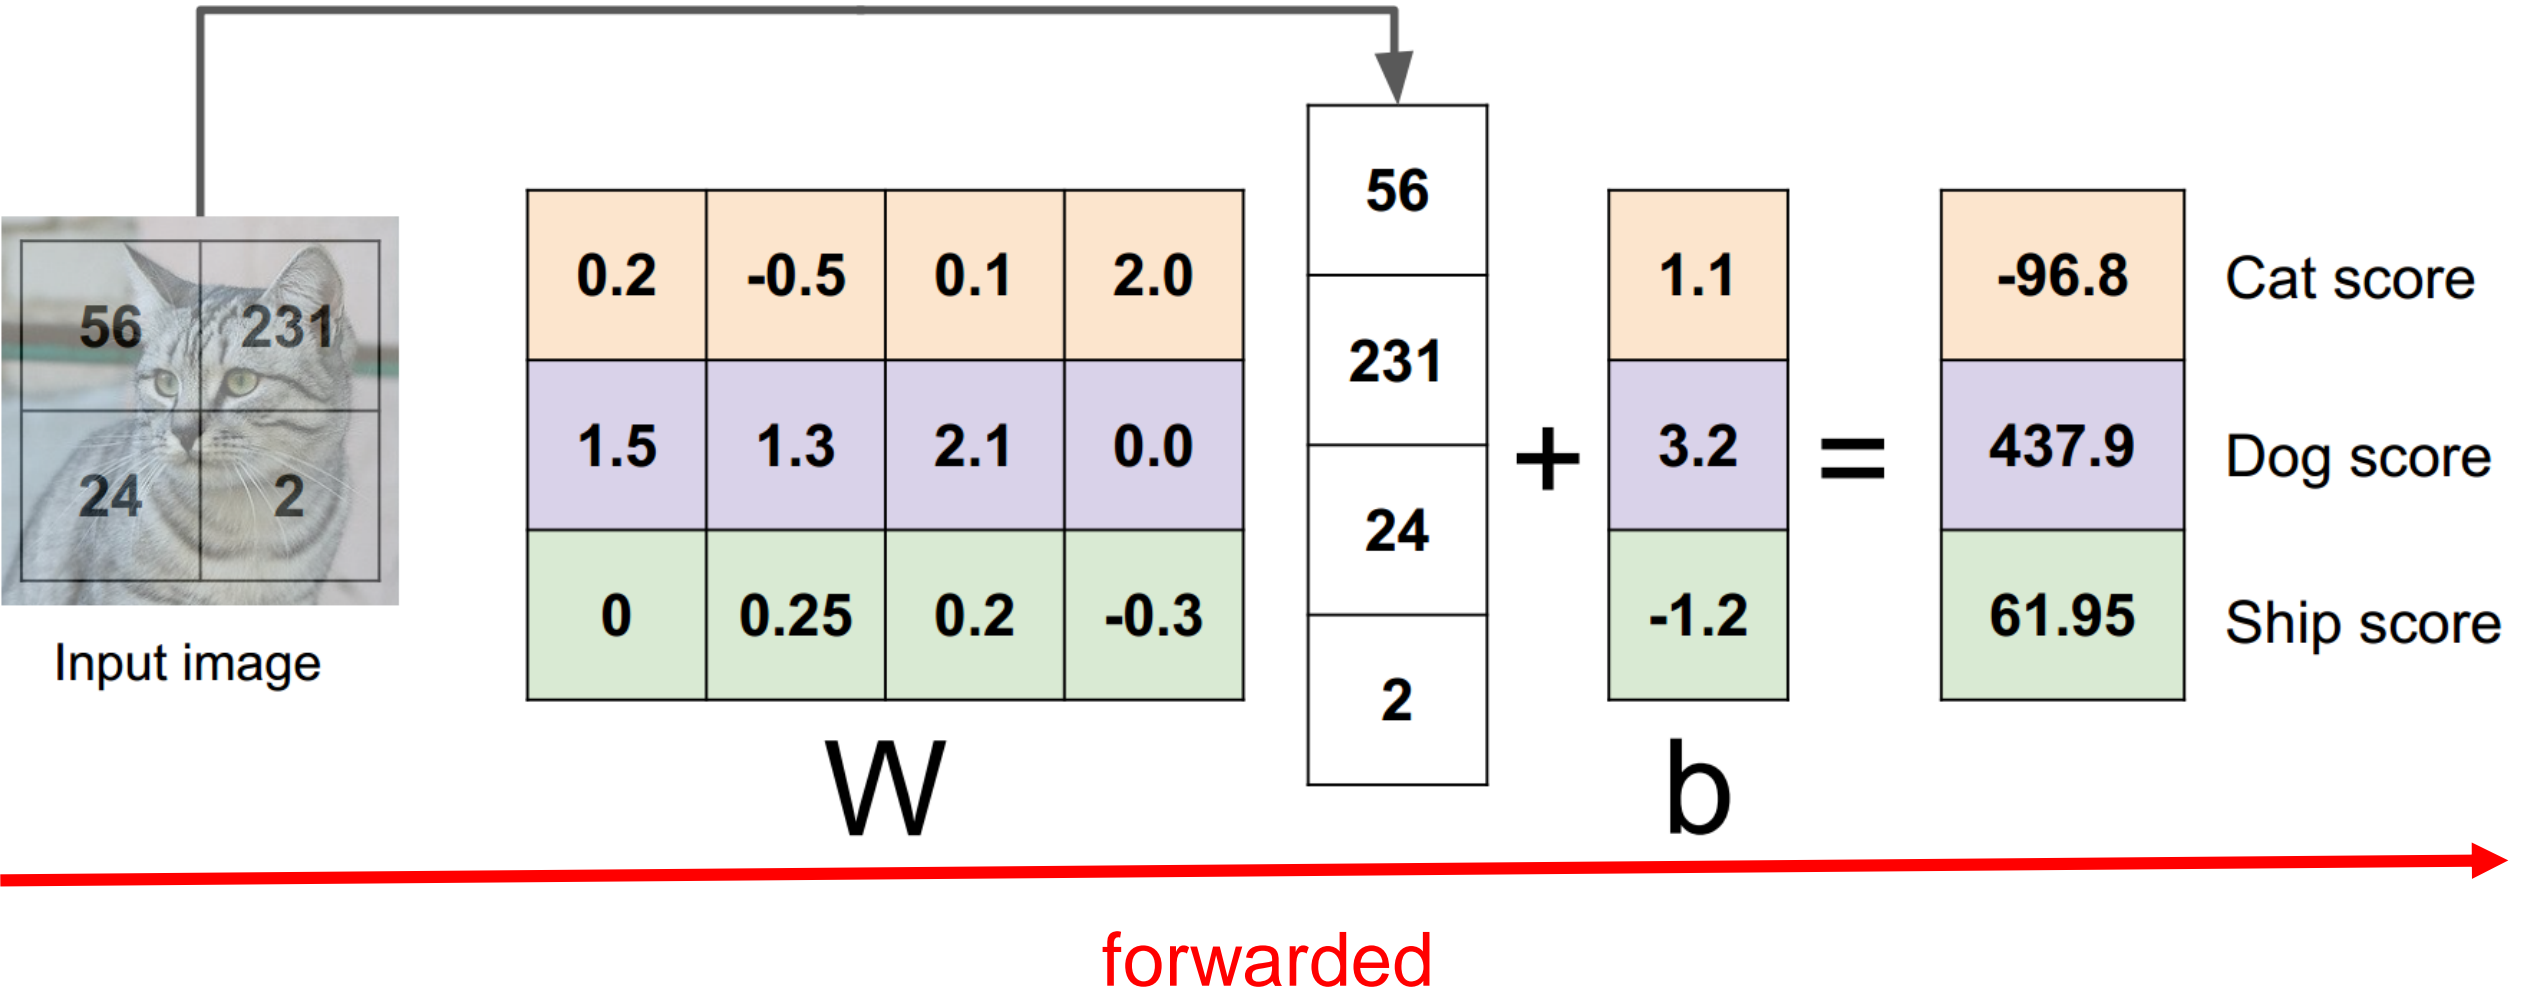 56 231
24 2
Input image
0.2 -0.5 0.1 2.0
1.5 1.3 2.1 0.0
0 0.25 0.2 -0.3
W
56
231
24
2
+
1.1
3.2
-1.2
b
=
-96.8 Cat score
437.9 Dog score
61.95 Ship score
forwarded